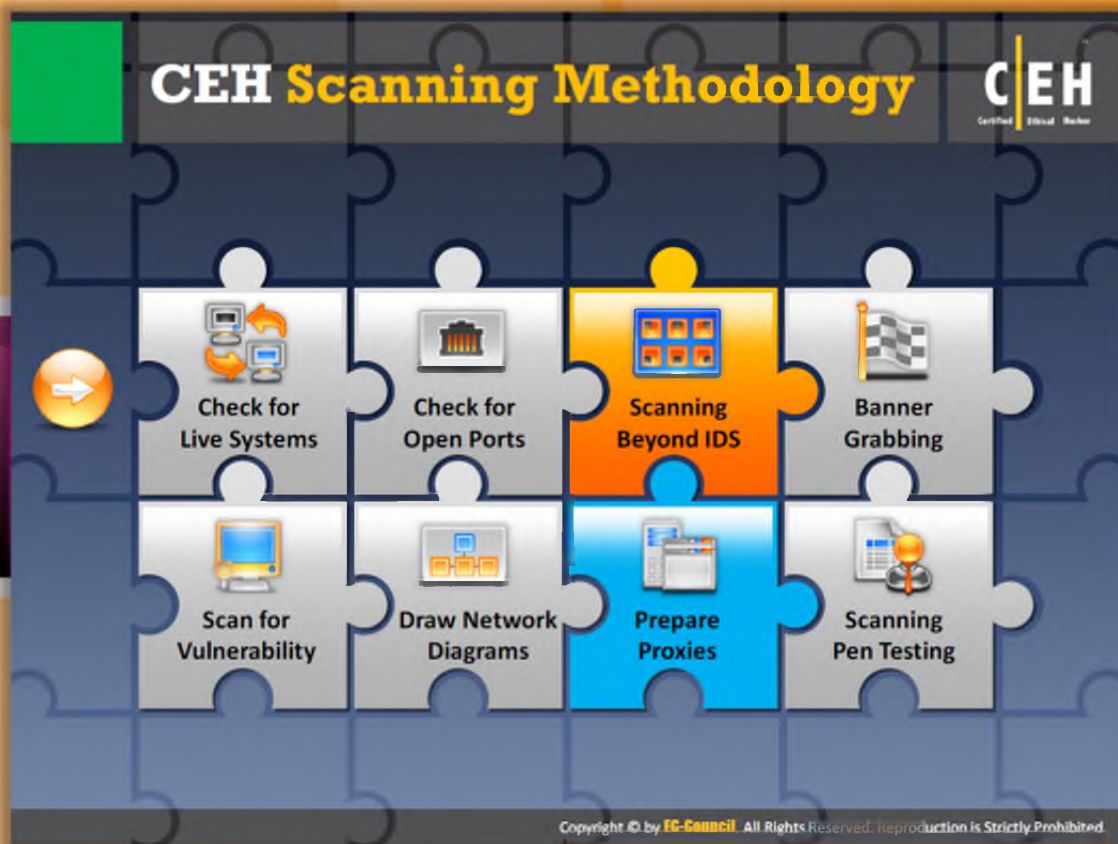 CEH Scanning Methodology
CEH
Certified Ethical Hacker
Check for
Live Systems
Check for
Open Ports
Scanning
Beyond IDS
Banner
Grabbing
Scan for
Vulnerability
Draw Network
Diagrams
Prepare
Proxies
Scanning
Pen Testing
Copyright © by EC-Council. All Rights Reserved. Reproduction is Strictly Prohibited.